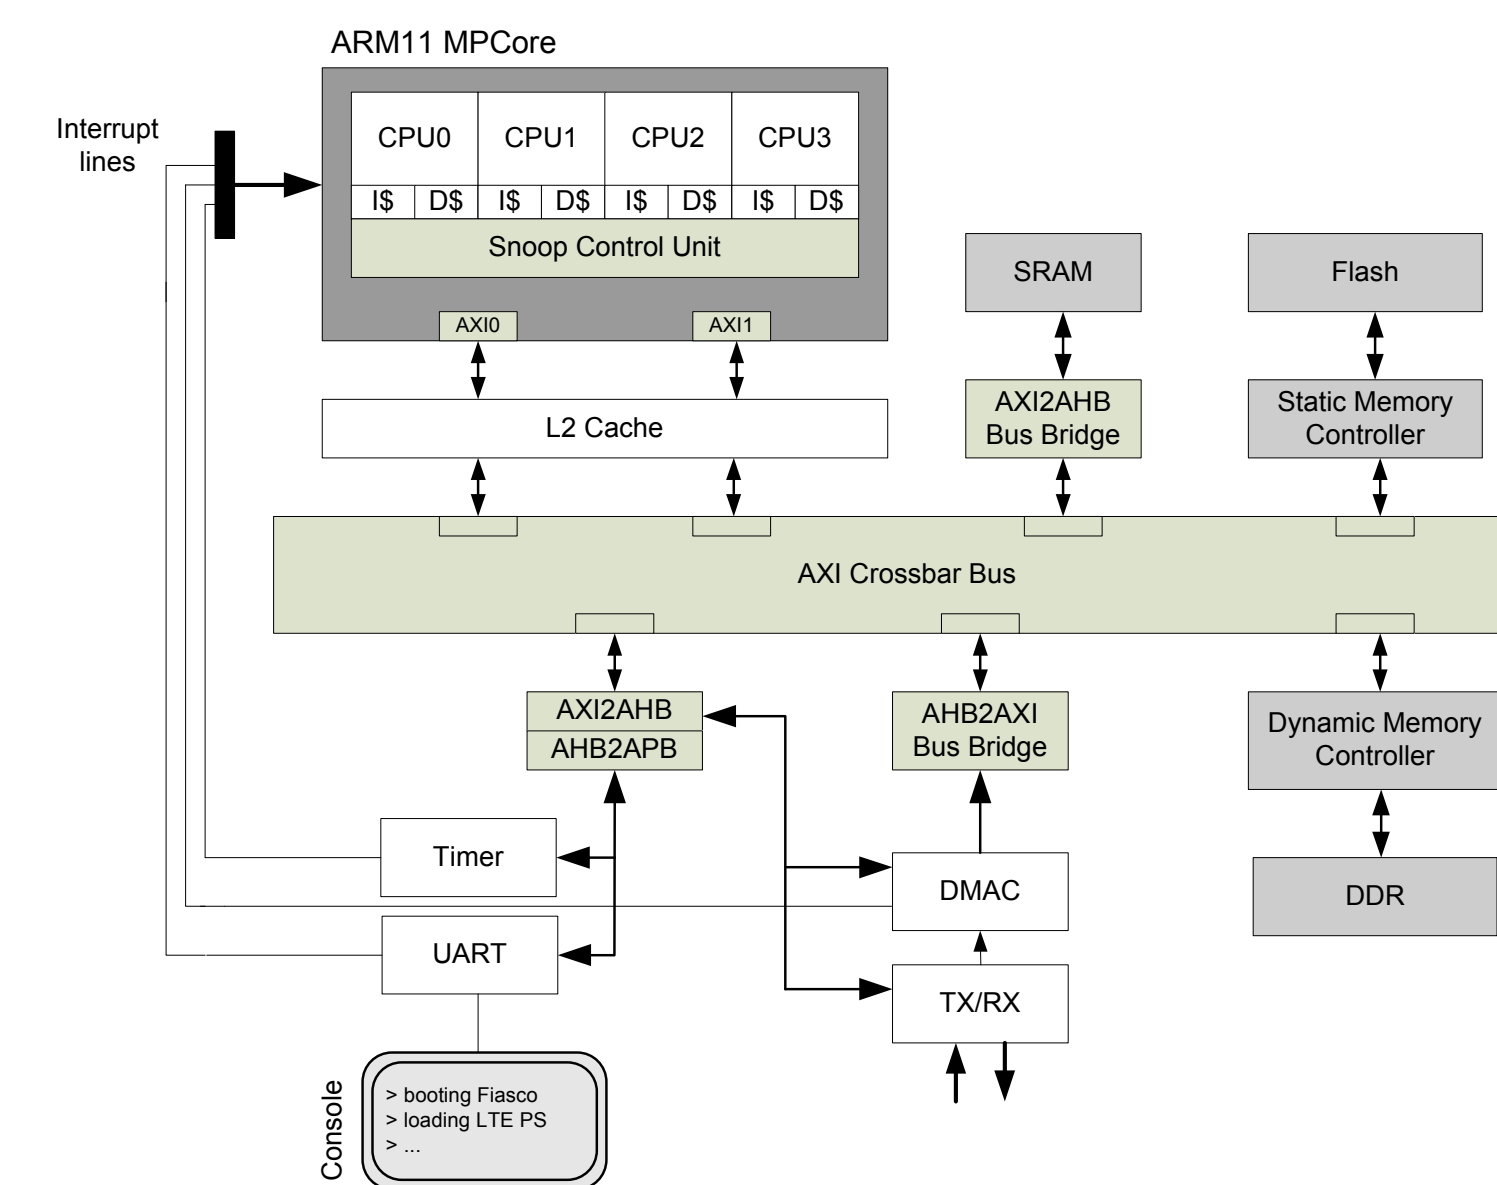 ARM11 MPCore
Interrupt
lines
CPU0 CPU1 CPU2 CPU3
I$ D$ I$ D$ I$ D$ I$ D$
Snoop Control Unit
AXI0 AXI1
SRAM
Flash
L2 Cache
AXI2AHB
Bus Bridge
Static Memory
Controller
AXI Crossbar Bus
AXI2AHB
AHB2APB
AHB2AXI
Bus Bridge
Dynamic Memory
Controller
Timer
DMAC
DDR
UART
TX/RX
Console
> booting Fiasco
> loading LTE PS
> ...